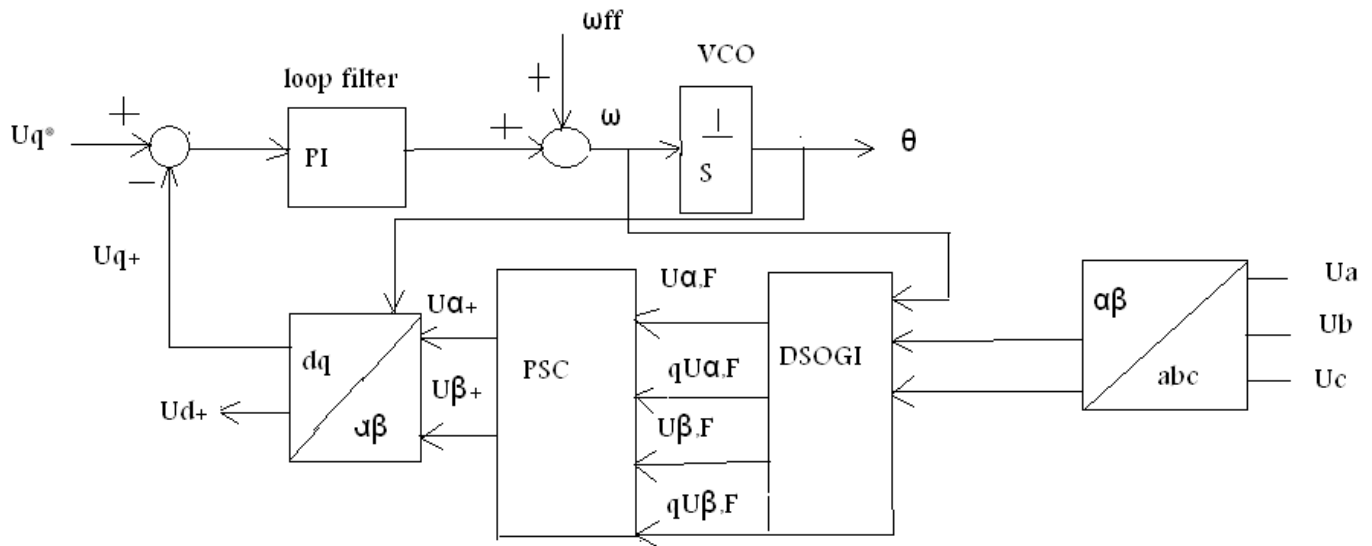 ωff
VCO
loop filter
+
+
+
ω
Uq*
PI
1
S
θ
−
Uq+
Uα,F
Ua
Uα+
αβ
dq
PSC
qUα,F
DSOGI
Ub
Uβ+
abc
Uc
Ud+
αβ
Uβ,F
qUβ,F